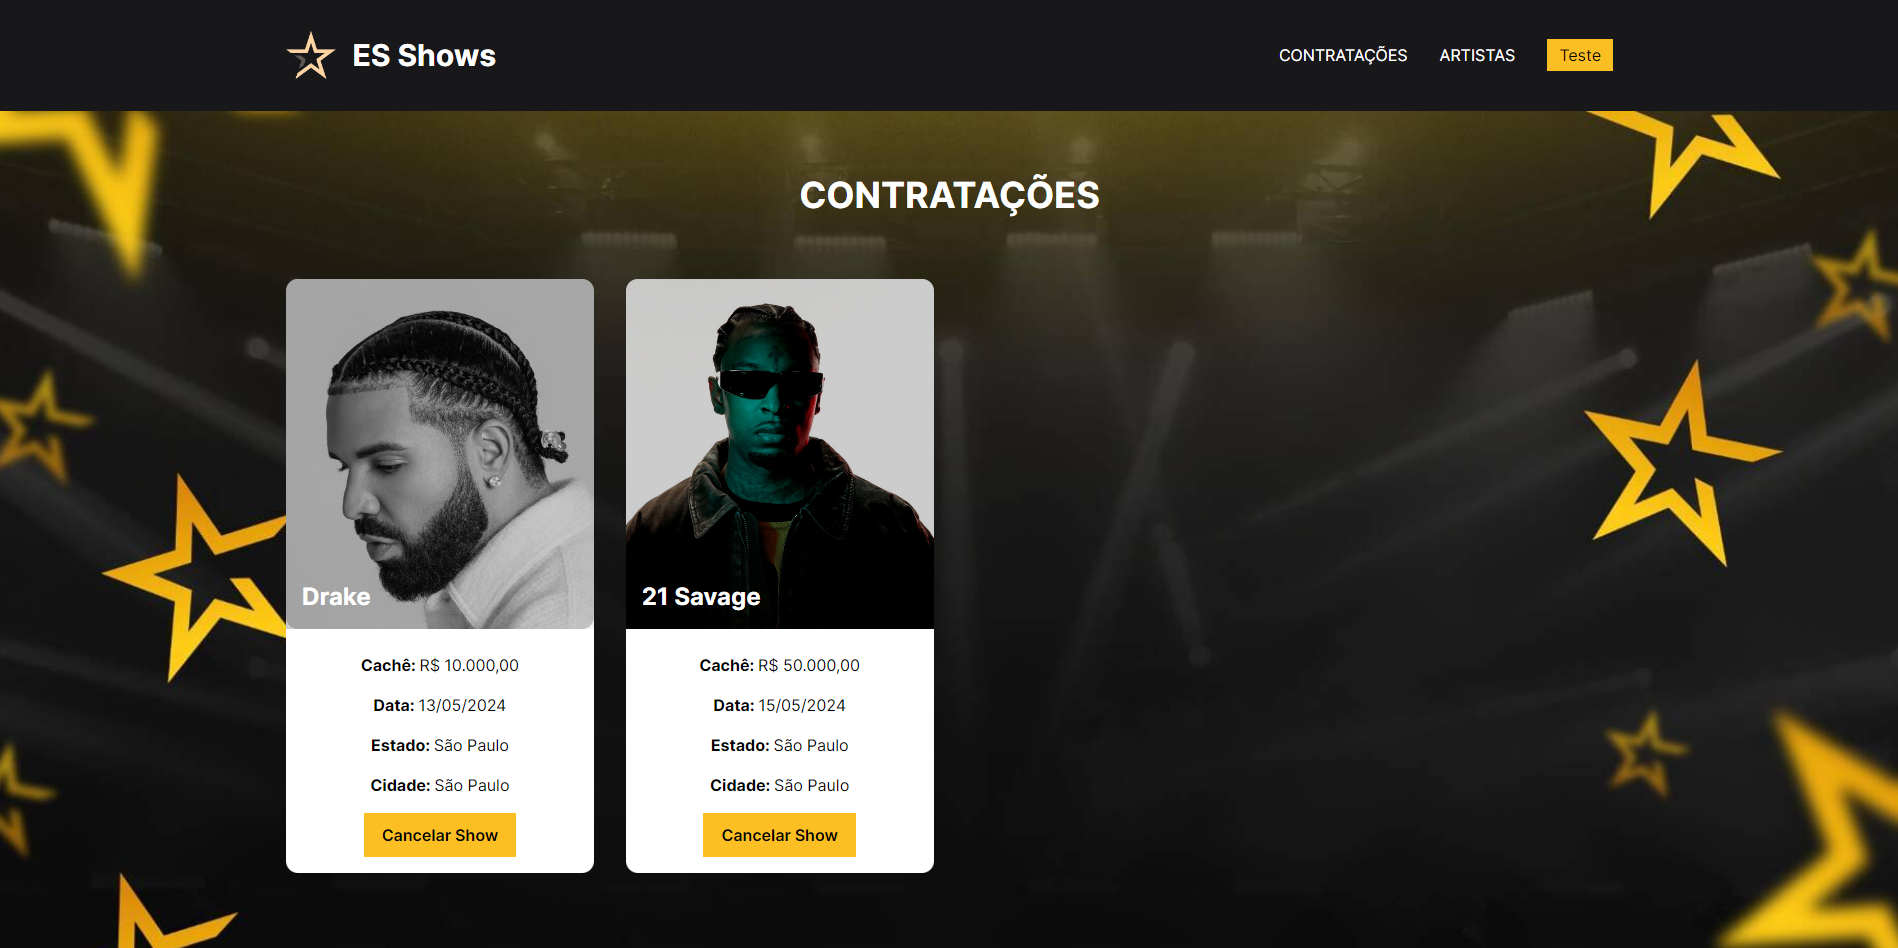 ES Shows
CONTRATAÇÕES ARTISTAS Teste
CONTRATAÇÕES
Drake
Cachê: R$ 10.000,00
Data: 13/05/2024
Estado: São Paulo
Cidade: São Paulo
Cancelar Show
21 Savage
Cachê: R$ 50.000,00
Data: 15/05/2024
Estado: São Paulo
Cidade: São Paulo
Cancelar Show